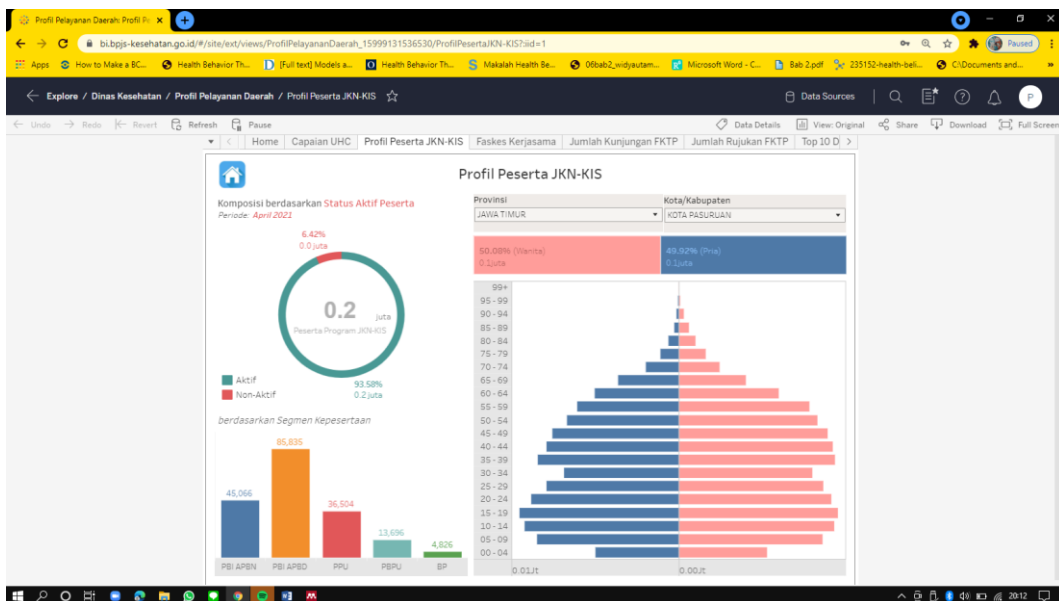 Profil Pelayanan Daerah: Profil Pe
bi.bpjs-kesehatan.go.id/#/site/ext/views/ProfilPelayananDaerah_15999131536530/ProfilPesertaJKN-KIS?:iid=1
Paused
Apps
How to Make a BC...
Health Behavior Th...
[Full text] Models a...
Health Behavior Th...
Makalah Health Be...
06bab2_widyautam...
Microsoft Word - C...
Bab 2.pdf
235152-health-beli...
C:\Documents and...
Explore / Dinas Kesehatan / Profil Pelayanan Daerah / Profil Peserta JKN-KIS
Data Sources
P
Undo
Redo
Revert
Refresh
Pause
Data Details
View: Original
Share
Download
Full Screen
Home
Capaian UHC
Profil Peserta JKN-KIS
Faskes Kerjasama
Jumlah Kunjungan FKTP
Jumlah Rujukan FKTP
Top 10 D
Profil Peserta JKN-KIS
Komposisi berdasarkan Status Aktif Peserta
Periode: April 2021
6.42%
0.0 juta
0.2 juta
Peserta Program JKN-KIS
Aktif
Non-Aktif
93.58%
0.2 juta
berdasarkan Segmen Kepesertaan
45,066
85,835
36,504
13,696
4,826
PBI APBN
PBI APBD
PPU
PBPU
BP
Provinsi
JAWA TIMUR
Kota/Kabupaten
KOTA PASURUAN
50.08% (Wanita)
0.1juta
49.92% (Pria)
0.1juta
99+
95 - 99
90 - 94
85 - 89
80 - 84
75 - 79
70 - 74
65 - 69
60 - 64
55 - 59
50 - 54
45 - 49
40 - 44
35 - 39
30 - 34
25 - 29
20 - 24
15 - 19
10 - 14
05 - 09
00 - 04
0.01Jt
0.00Jt
20:12